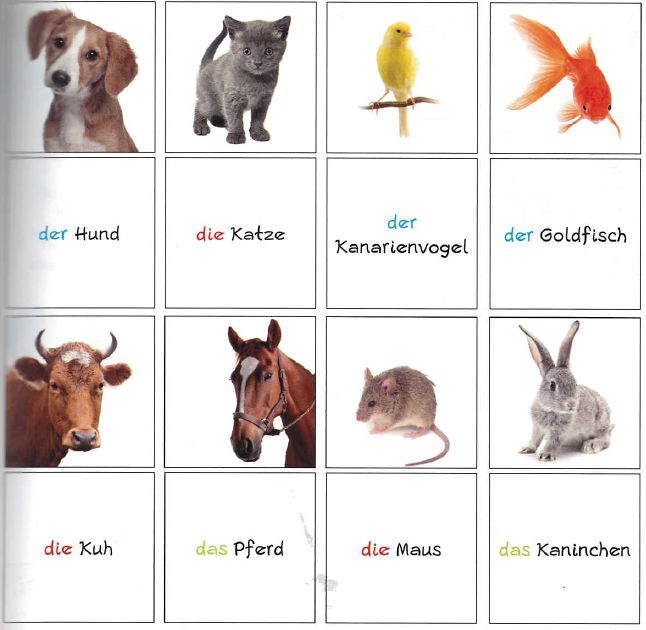 der Hund
die Katze
der
Kanarienvogel
der Goldfisch
die Kuh
das Pferd
die Maus
das Kaninchen